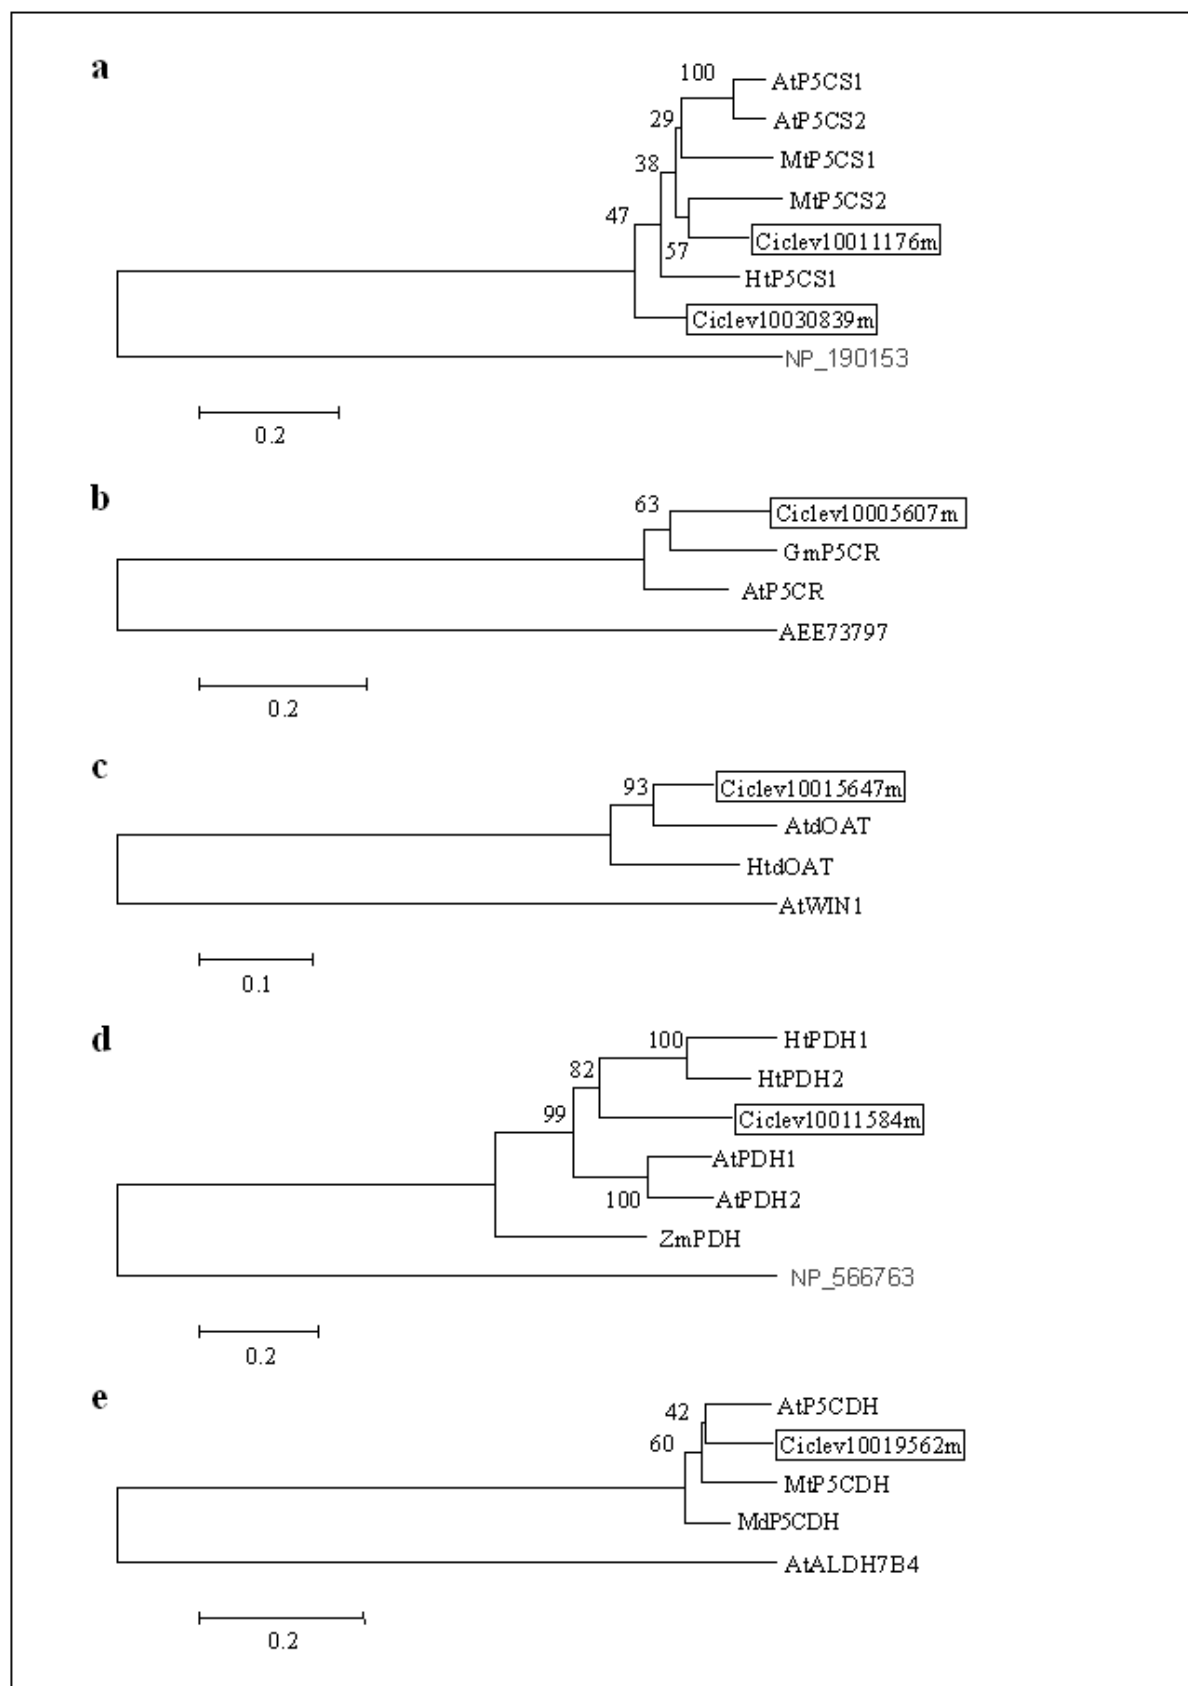 a
100
AtP5CS1
29
AtP5CS2
38
MtP5CS1
47
MtP5CS2
57
Ciclev10011176m
HtP5CS1
Ciclev10030839m
NP_190153
0.2
b
63
Ciclev10005607m
GmP5CR
AtP5CR
AEE73797
0.2
c
93
Ciclev10015647m
AtdOAT
HtdOAT
AtWIN1
0.1
d
100
HtPDH1
82
HtPDH2
99
Ciclev10011584m
AtPDH1
100
AtPDH2
ZmPDH
NP_566763
0.2
e
42
AtP5CDH
60
Ciclev10019562m
MtP5CDH
MdP5CDH
AtALDH7B4
0.2